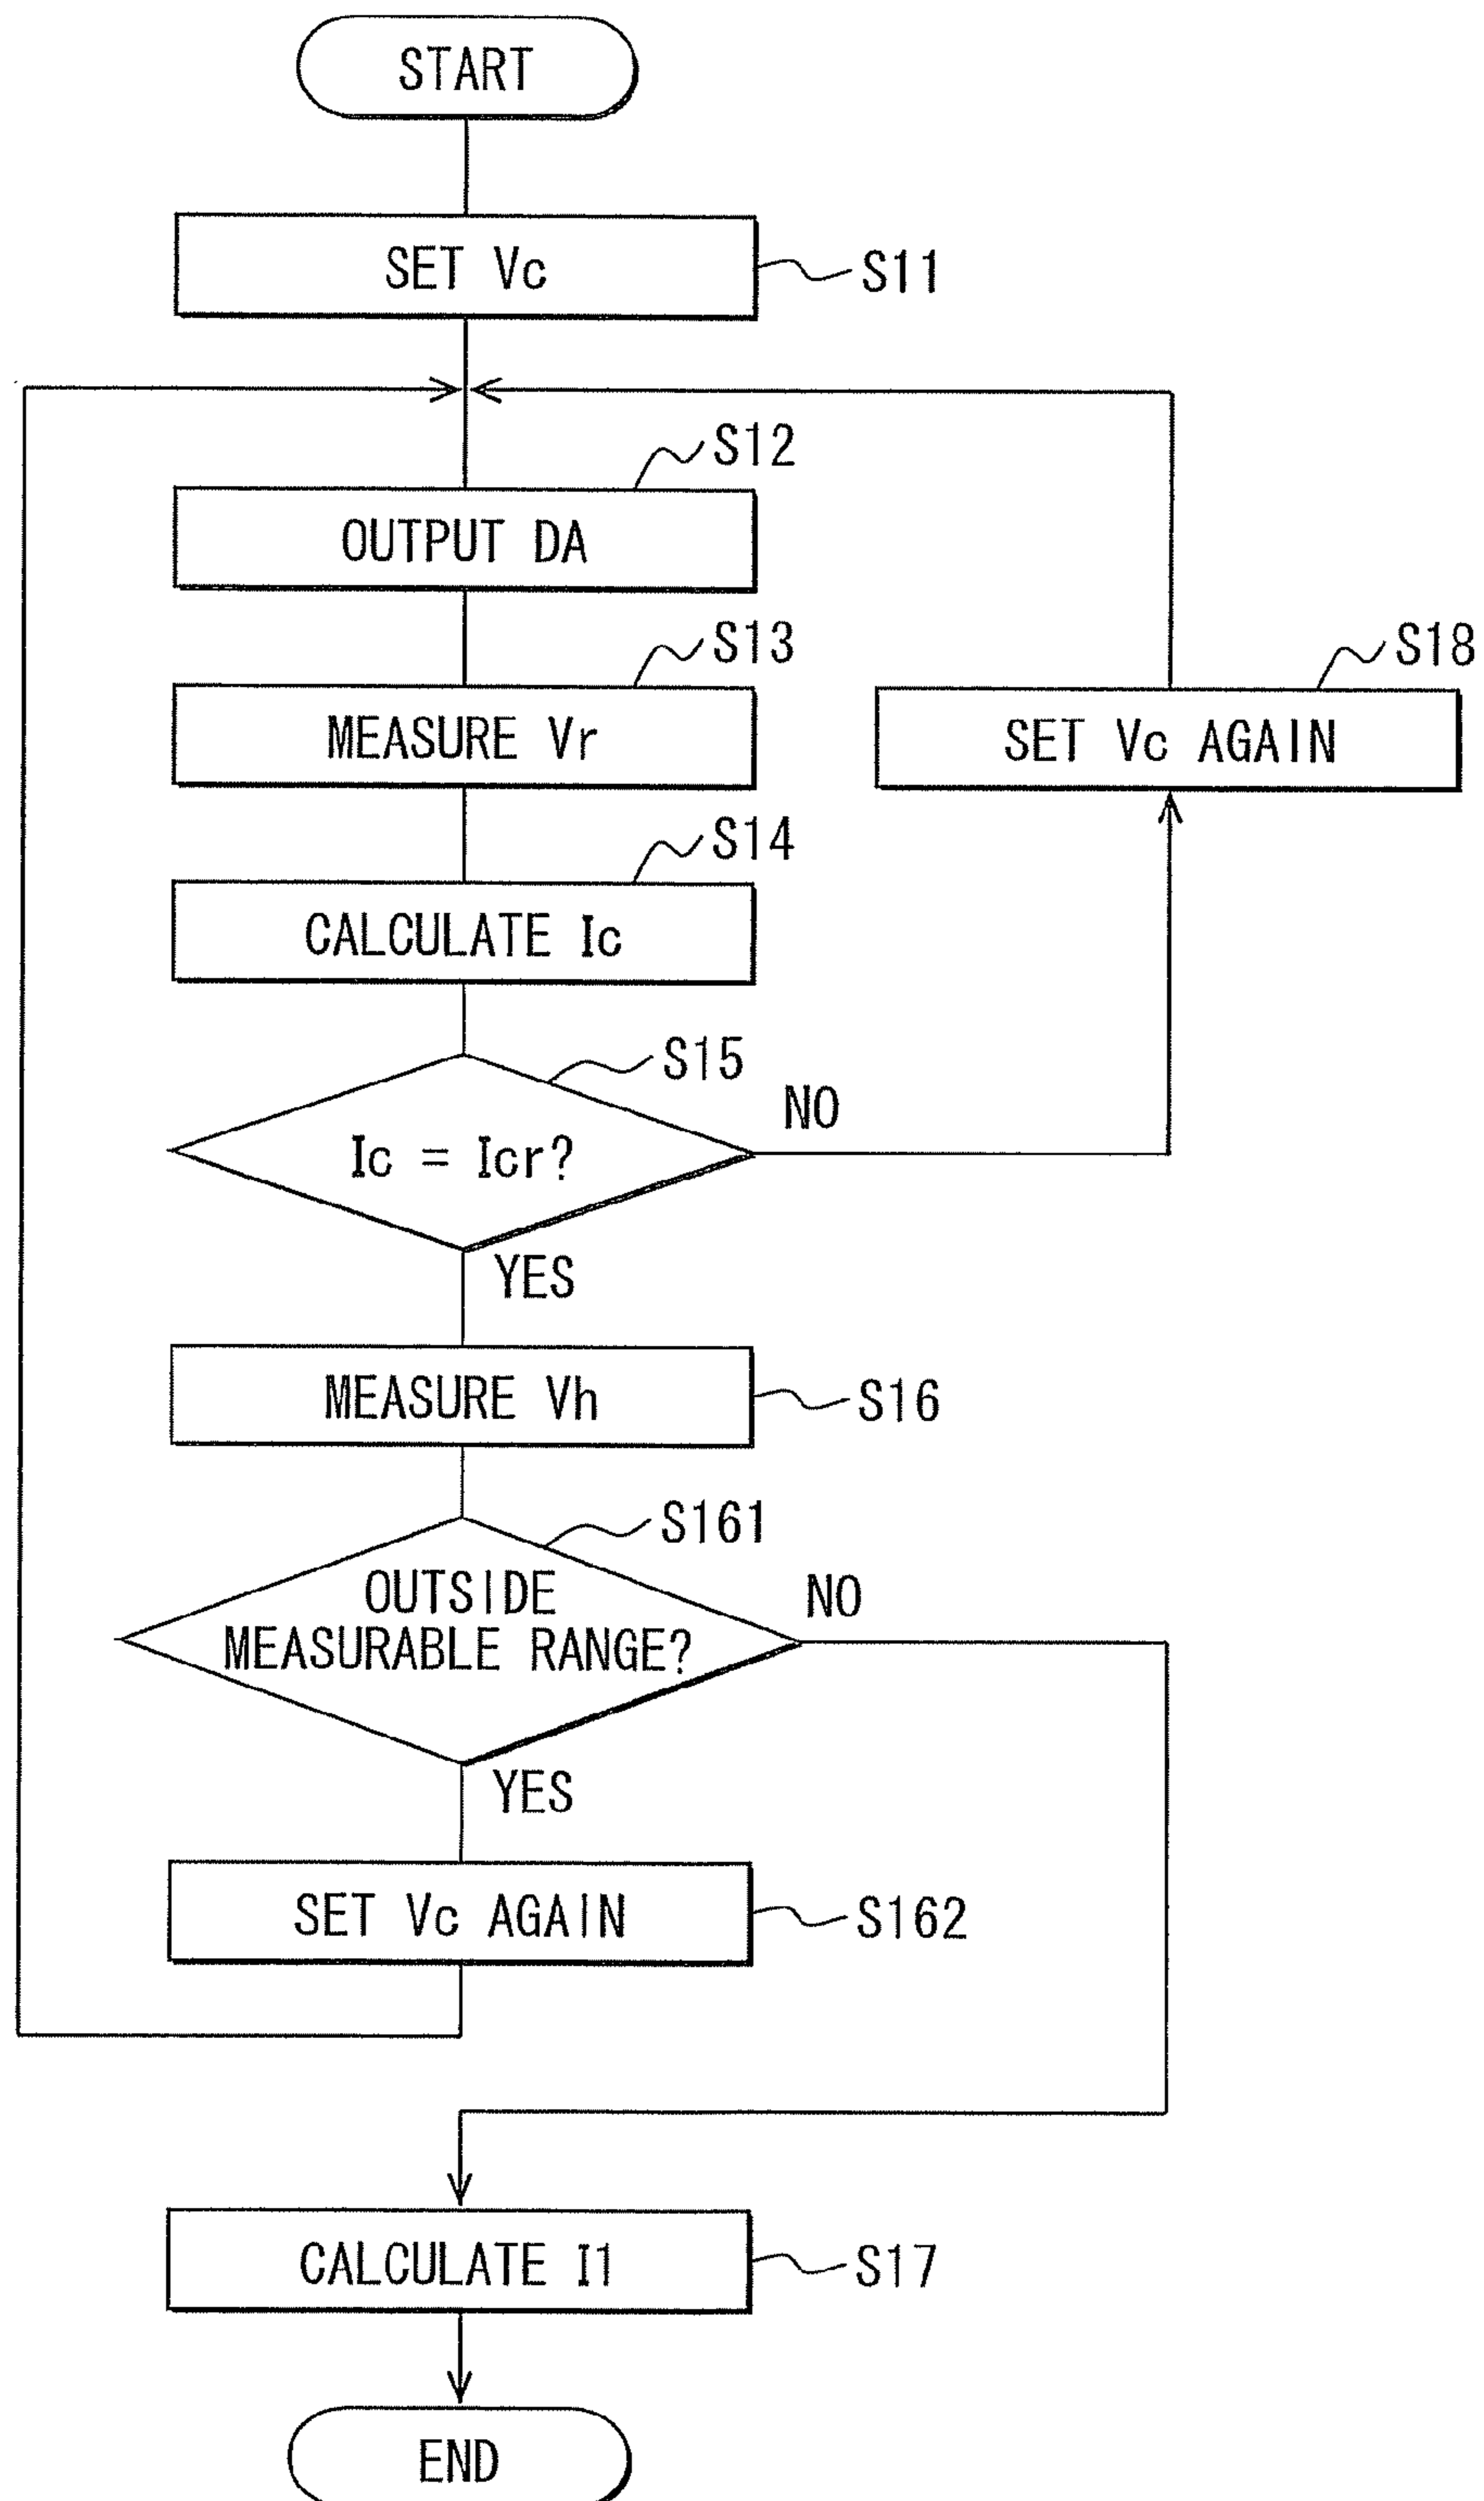 START
SET Vc
S11
S12
OUTPUT DA
S13
MEASURE Vr
S18
SET Vc AGAIN
S14
CALCULATE Ic
S15
Ic = Icr?
NO
YES
MEASURE Vh
S16
S161
OUTSIDE
MEASURABLE RANGE?
NO
YES
SET Vc AGAIN
S162
CALCULATE I1
S17
END